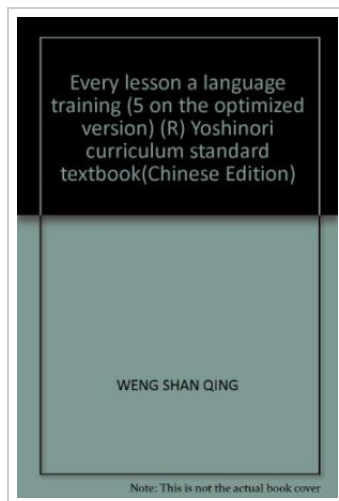 Every lesson a language
training (5 on the optimized
version) (R) Yoshinori
curriculum standard
textbook(Chinese Edition)
WENG SHAN QING
Note: This is not the actual book cover